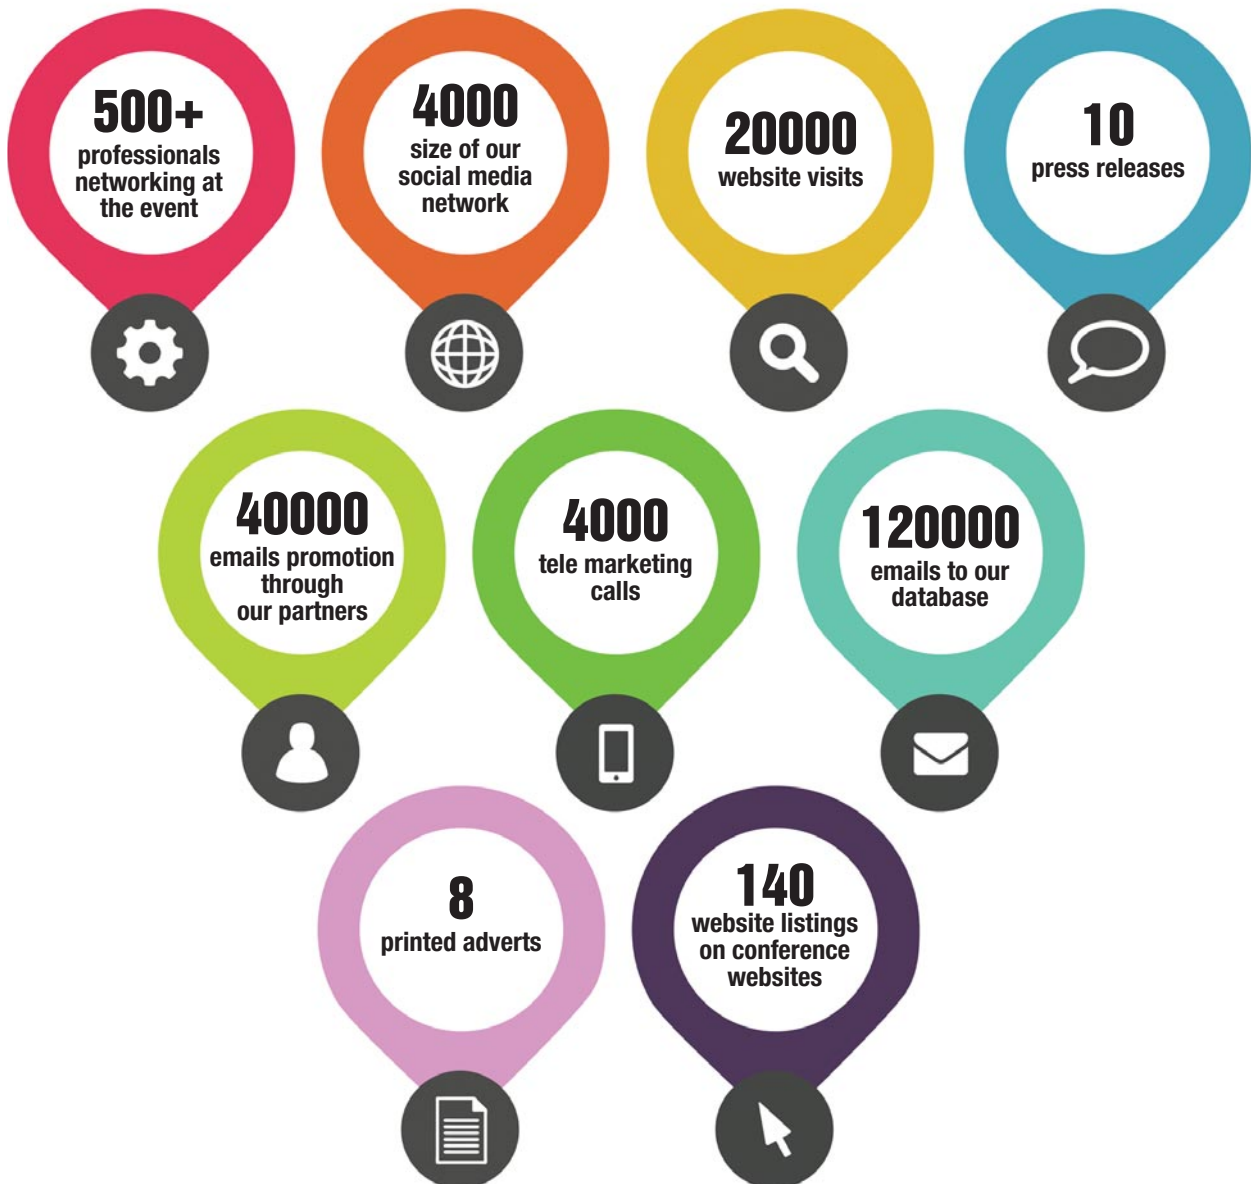 500+
professionals
networking at
the event
4000
size of our
social media
network
20000
website visits
10
press releases
40000
emails promotion
through
our partners
4000
tele marketing
calls
120000
emails to our
database
8
printed adverts
140
website listings
on conference
websites